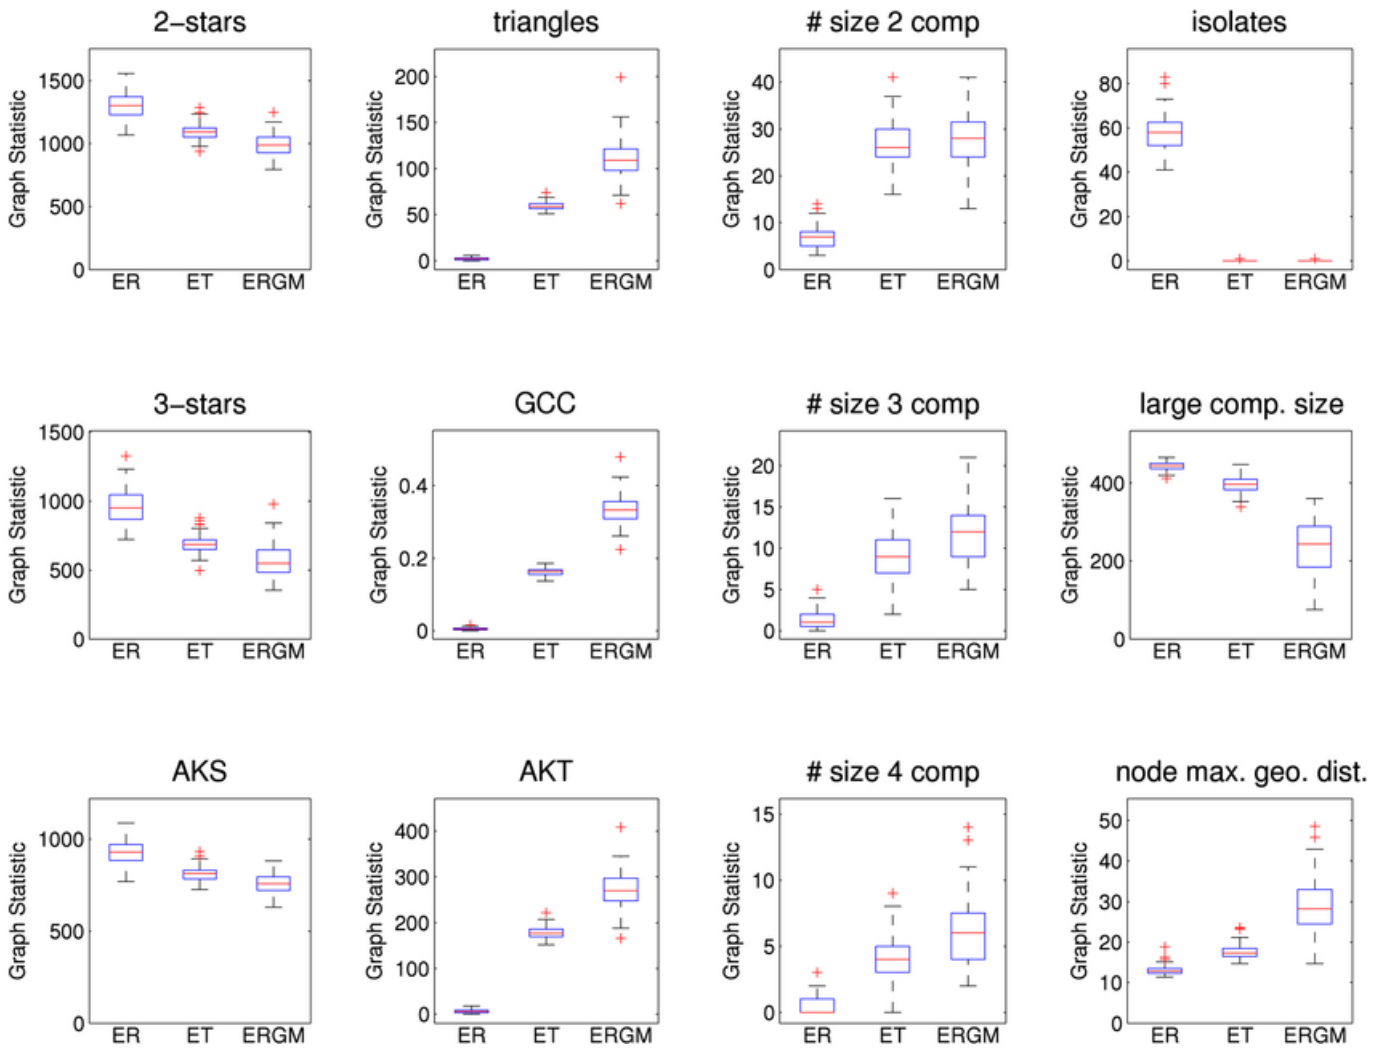 2−stars
1500
1000
500
0
Graph Statistic
ER ET ERGM
triangles
200
150
100
50
0
Graph Statistic
ER ET ERGM
# size 2 comp
40
30
20
10
0
Graph Statistic
ER ET ERGM
isolates
80
60
40
20
0
Graph Statistic
ER ET ERGM
3−stars
1500
1000
500
0
Graph Statistic
ER ET ERGM
GCC
0.4
0.2
0
Graph Statistic
ER ET ERGM
# size 3 comp
20
15
10
5
0
Graph Statistic
ER ET ERGM
large comp. size
400
200
0
Graph Statistic
ER ET ERGM
AKS
1000
500
0
Graph Statistic
ER ET ERGM
AKT
400
300
200
100
0
Graph Statistic
ER ET ERGM
# size 4 comp
15
10
5
0
Graph Statistic
ER ET ERGM
node max. geo. dist.
50
40
30
20
10
0
Graph Statistic
ER ET ERGM